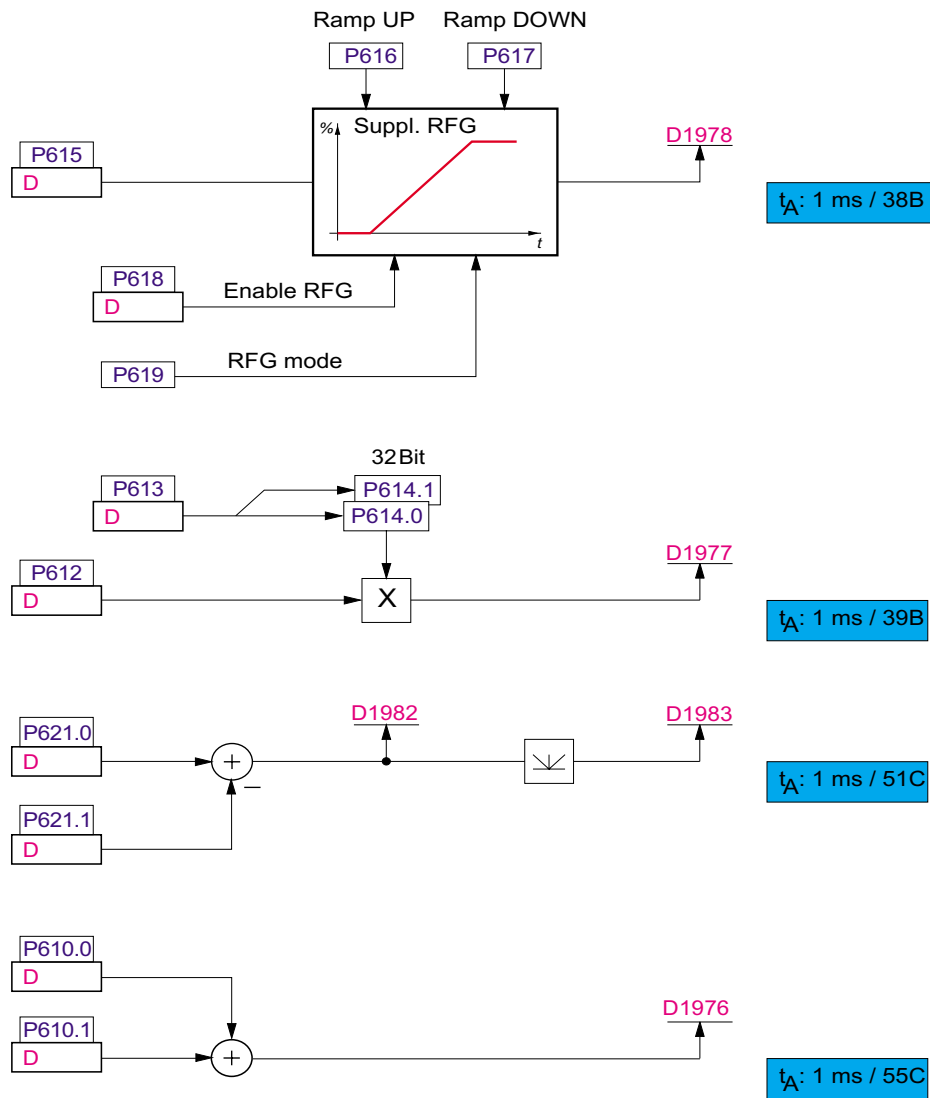 Ramp UP
Ramp DOWN
P616
P617
%
Suppl. RFG
t
P615
D
D1978
tA: 1 ms / 38B
P618
D
Enable RFG
P619
RFG mode
32Bit
P613
D
P614.1
P614.0
P612
D
X
D1977
tA: 1 ms / 39B
P621.0
D
+
–
P621.1
D
D1982
D1983
tA: 1 ms / 51C
P610.0
D
P610.1
D
+
D1976
tA: 1 ms / 55C